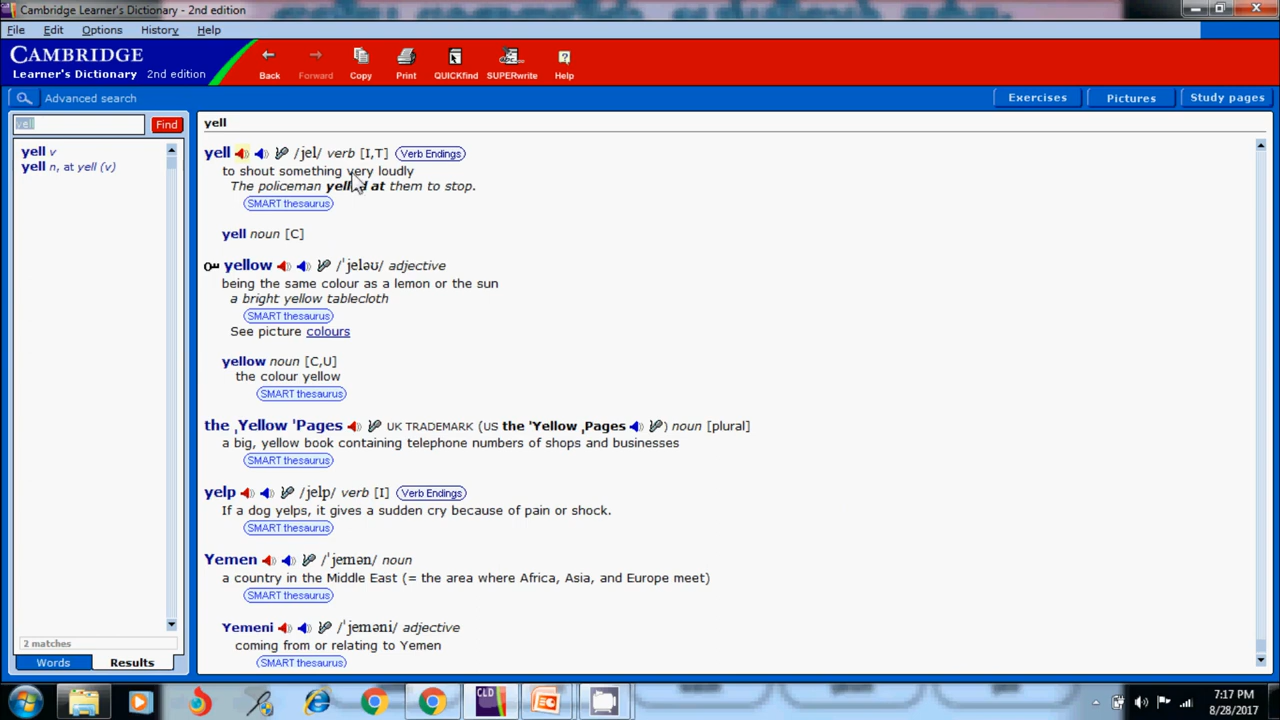 Cambridge Learner's Dictionary - 2nd edition
File Edit Options History Help
CAMBRIDGE
Learner's Dictionary 2nd edition
Back Forward Copy Print QUICKfind SUPERwrite Help
Advanced search
Exercises Pictures Study pages
yell
Find
yell v
yell n, at yell (v)
2 matches
Words Results
yell
yell /jel/ verb [I,T] Verb Endings
to shout something very loudly
The policeman yelled at them to stop.
SMART thesaurus
yell noun [C]
yellow /ˈjeləʊ/ adjective
being the same colour as a lemon or the sun
a bright yellow tablecloth
SMART thesaurus
See picture colours
yellow noun [C,U]
the colour yellow
SMART thesaurus
the ˌYellow 'Pages UK TRADEMARK (US the 'Yellow ˌPages) noun [plural]
a big, yellow book containing telephone numbers of shops and businesses
SMART thesaurus
yelp /jelp/ verb [I] Verb Endings
If a dog yelps, it gives a sudden cry because of pain or shock.
SMART thesaurus
Yemen /ˈjemən/ noun
a country in the Middle East (= the area where Africa, Asia, and Europe meet)
SMART thesaurus
Yemeni /ˈjeməni/ adjective
coming from or relating to Yemen
SMART thesaurus
CLD
7:17 PM
8/28/2017